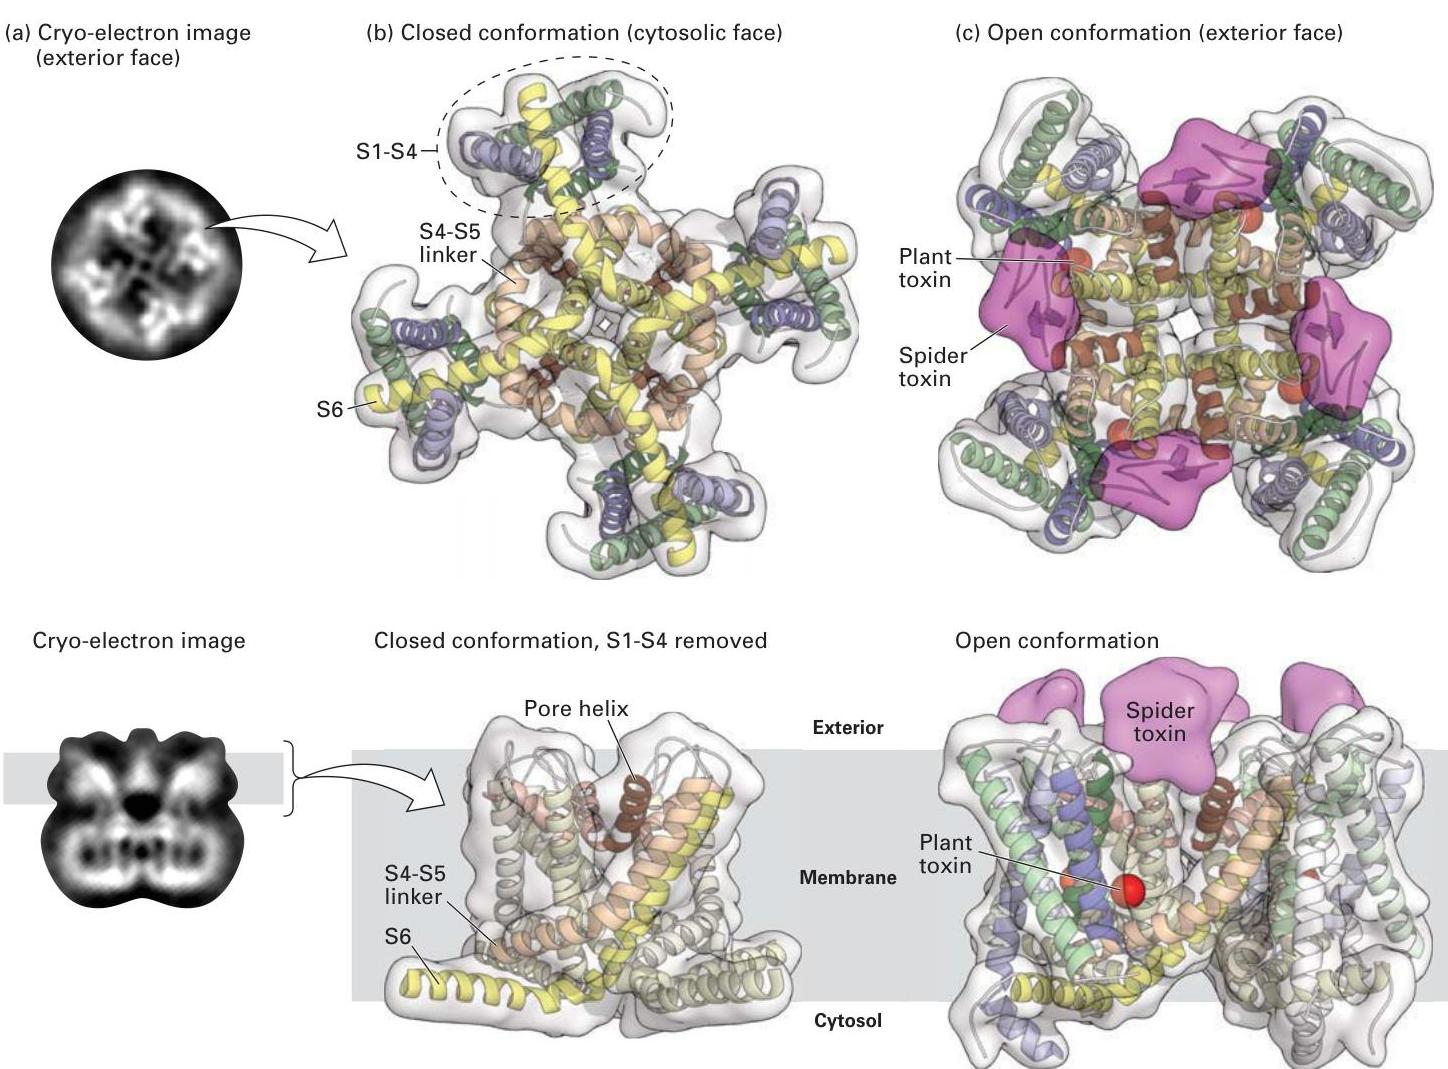 (a) Cryo-electron image
(exterior face)
(b) Closed conformation (cytosolic face)
(c) Open conformation (exterior face)
S1-S4
S4-S5
linker
S6
Plant
toxin
Spider
toxin
Cryo-electron image
Closed conformation, S1-S4 removed
Open conformation
Pore helix
Exterior
Spider
toxin
S4-S5
linker
Membrane
Plant
toxin
S6
Cytosol